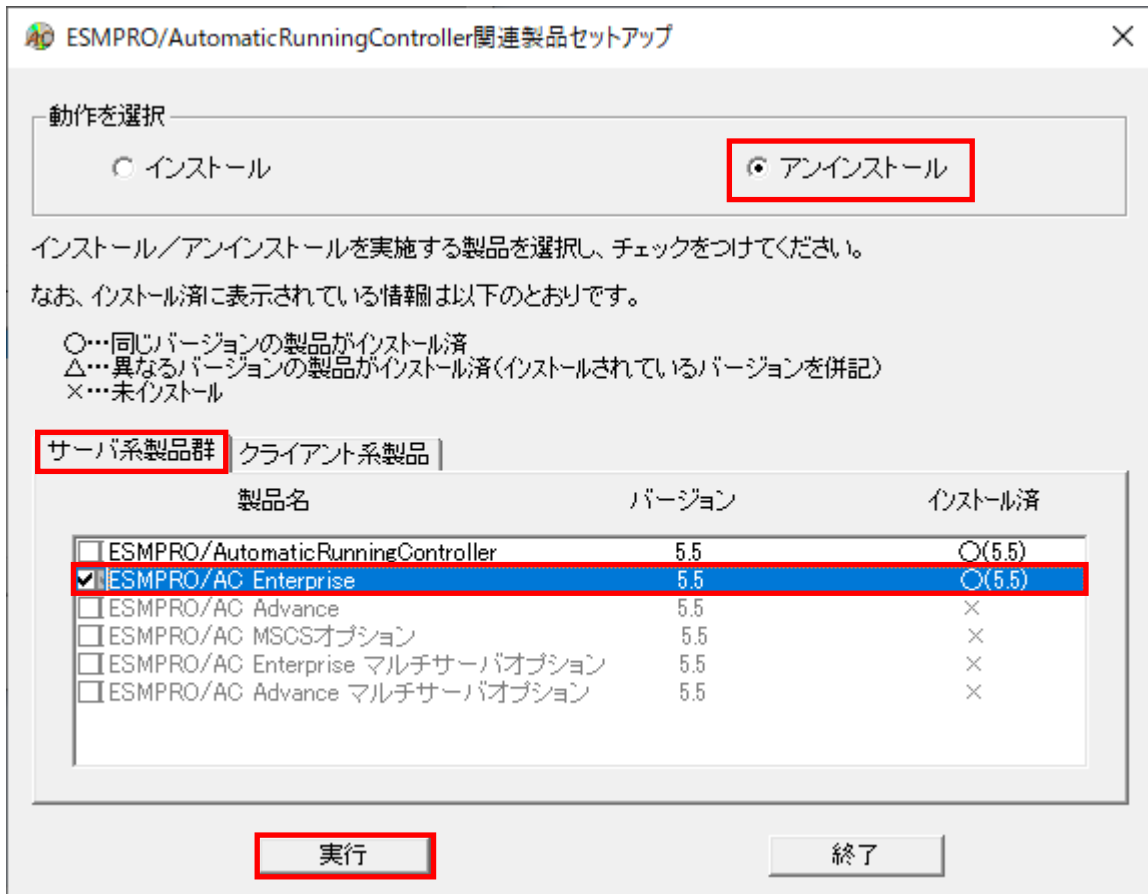 ESMPRO/AutomaticRunningController関連製品セットアップ
動作を選択
インストール アンインストール
インストール／アンインストールを実施する製品を選択し、チェックをつけてください。
なお、インストール済に表示されている情報は以下のとおりです。
○…同じバージョンの製品がインストール済
△…異なるバージョンの製品がインストール済(インストールされているバージョンを併記)
×…未インストール
サーバ系製品群 クライアント系製品
製品名 バージョン インストール済
ESMPRO/AutomaticRunningController 5.5 ○(5.5)
ESMPRO/AC Enterprise 5.5 ○(5.5)
ESMPRO/AC Advance 5.5 ×
ESMPRO/AC MSCSオプション 5.5 ×
ESMPRO/AC Enterprise マルチサーバオプション 5.5 ×
ESMPRO/AC Advance マルチサーバオプション 5.5 ×
実行 終了